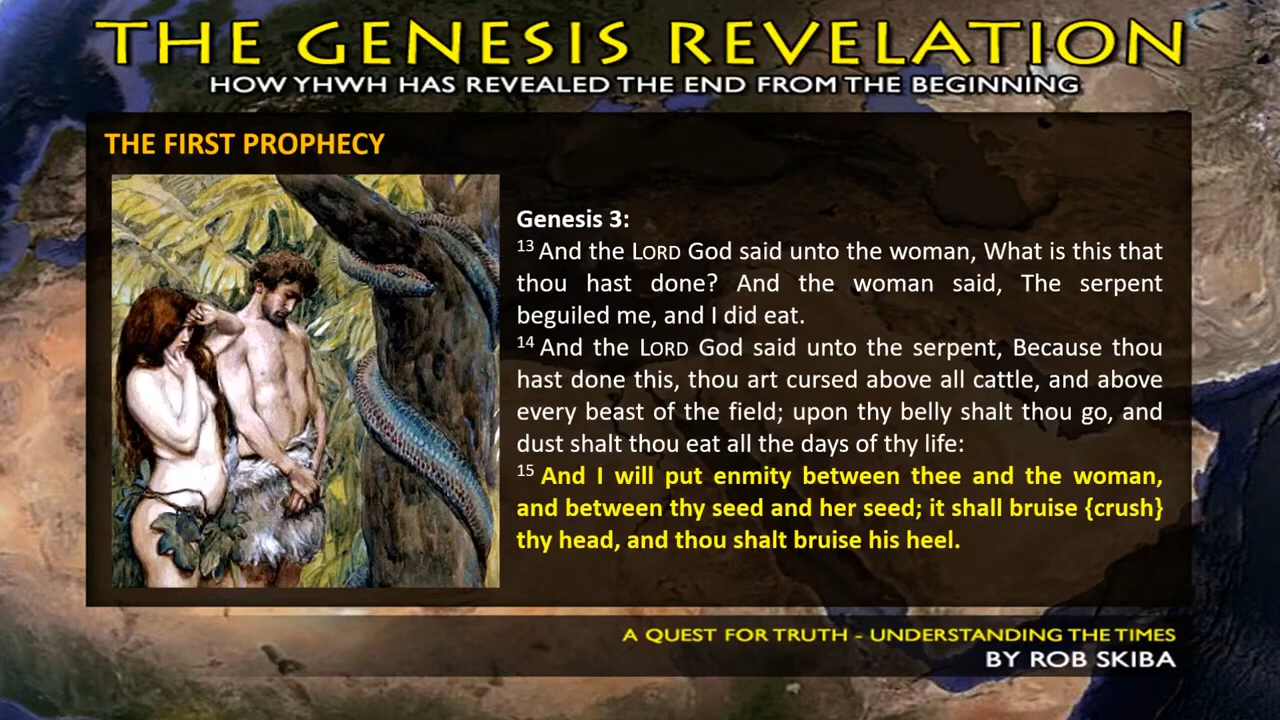 THE GENESIS REVELATION
HOW YHWH HAS REVEALED THE END FROM THE BEGINNING
THE FIRST PROPHECY
Genesis 3:
13 And the LORD God said unto the woman, What is this that
thou hast done? And the woman said, The serpent
beguiled me, and I did eat.
14 And the LORD God said unto the serpent, Because thou
hast done this, thou art cursed above all cattle, and above
every beast of the field; upon thy belly shalt thou go, and
dust shalt thou eat all the days of thy life:
15 And I will put enmity between thee and the woman,
and between thy seed and her seed; it shall bruise {crush}
thy head, and thou shalt bruise his heel.
A QUEST FOR TRUTH - UNDERSTANDING THE TIMES
BY ROB SKIBA